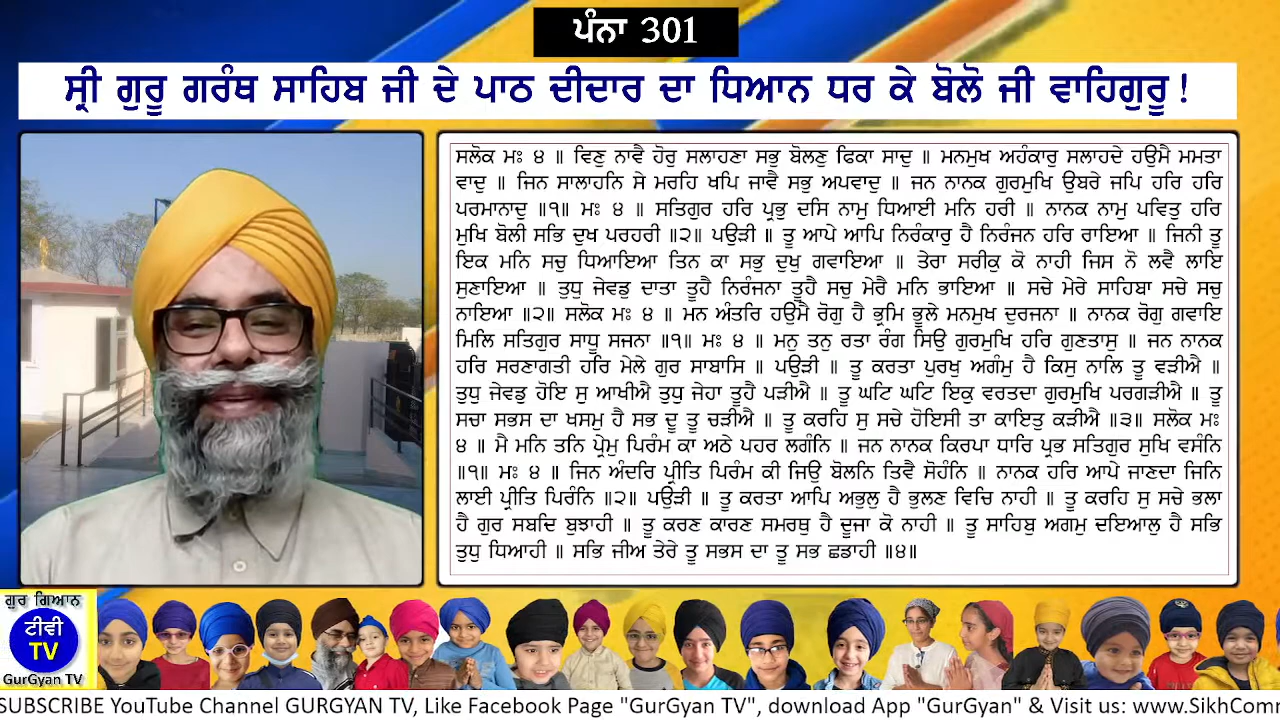 ਪੰਨਾ 301
ਸ੍ਰੀ ਗੁਰੂ ਗਰੰਥ ਸਾਹਿਬ ਜੀ ਦੇ ਪਾਠ ਦੀਦਾਰ ਦਾ ਧਿਆਨ ਧਰ ਕੇ ਬੋਲੋ ਜੀ ਵਾਹਿਗੁਰੂ!
ਸਲੋਕ ਮਃ ੪ ॥ ਵਿਣੁ ਨਾਵੈ ਹੋਰੁ ਸਲਾਹਣਾ ਸਭੁ ਬੋਲਣੁ ਫਿਕਾ ਸਾਦੁ ॥ ਮਨਮੁਖ ਅਹੰਕਾਰੁ ਸਲਾਹਦੇ ਹਉਮੈ ਮਮਤਾ
ਵਾਦੁ ॥ ਜਿਨ ਸਾਲਾਹਨਿ ਸੇ ਮਰਹਿ ਖਪਿ ਜਾਵੈ ਸਭੁ ਅਪਵਾਦੁ ॥ ਜਨ ਨਾਨਕ ਗੁਰਮੁਖਿ ਉਬਰੇ ਜਪਿ ਹਰਿ ਹਰਿ
ਪਰਮਾਨਾਦੁ ॥੧॥ ਮਃ ੪ ॥ ਸਤਿਗੁਰ ਹਰਿ ਪ੍ਰਭੁ ਦਸਿ ਨਾਮੁ ਧਿਆਈ ਮਨਿ ਹਰੀ ॥ ਨਾਨਕ ਨਾਮੁ ਪਵਿਤੁ ਹਰਿ
ਮੁਖਿ ਬੋਲੀ ਸਭਿ ਦੁਖ ਪਰਹਰੀ ॥੨॥ ਪਉੜੀ ॥ ਤੂ ਆਪੇ ਆਪਿ ਨਿਰੰਕਾਰੁ ਹੈ ਨਿਰੰਜਨ ਹਰਿ ਰਾਇਆ ॥ ਜਿਨੀ ਤੂ
ਇਕ ਮਨਿ ਸਚੁ ਧਿਆਇਆ ਤਿਨ ਕਾ ਸਭੁ ਦੁਖੁ ਗਵਾਇਆ ॥ ਤੇਰਾ ਸਰੀਕੁ ਕੋ ਨਾਹੀ ਜਿਸ ਨੋ ਲਵੈ ਲਾਇ
ਸੁਣਾਇਆ ॥ ਤੁਧੁ ਜੇਵਡੁ ਦਾਤਾ ਤੂਹੈ ਨਿਰੰਜਨਾ ਤੂਹੈ ਸਚੁ ਮੇਰੈ ਮਨਿ ਭਾਇਆ ॥ ਸਚੇ ਮੇਰੇ ਸਾਹਿਬਾ ਸਚੇ ਸਚੁ
ਨਾਇਆ ॥੨॥ ਸਲੋਕ ਮਃ ੪ ॥ ਮਨ ਅੰਤਰਿ ਹਉਮੈ ਰੋਗੁ ਹੈ ਭ੍ਰਮਿ ਭੂਲੇ ਮਨਮੁਖ ਦੁਰਜਨਾ ॥ ਨਾਨਕ ਰੋਗੁ ਗਵਾਇ
ਮਿਲਿ ਸਤਿਗੁਰ ਸਾਧੂ ਸਜਨਾ ॥੧॥ ਮਃ ੪ ॥ ਮਨੁ ਤਨੁ ਰਤਾ ਰੰਗ ਸਿਉ ਗੁਰਮੁਖਿ ਹਰਿ ਗੁਣਤਾਸੁ ॥ ਜਨ ਨਾਨਕ
ਹਰਿ ਸਰਣਾਗਤੀ ਹਰਿ ਮੇਲੇ ਗੁਰ ਸਾਬਾਸਿ ॥ ਪਉੜੀ ॥ ਤੂ ਕਰਤਾ ਪੁਰਖੁ ਅਗੰਮੁ ਹੈ ਕਿਸੁ ਨਾਲਿ ਤੂ ਵੜੀਐ ॥
ਤੁਧੁ ਜੇਵਡੁ ਹੋਇ ਸੁ ਆਖੀਐ ਤੁਧੁ ਜੇਹਾ ਤੂਹੈ ਪੜੀਐ ॥ ਤੂ ਘਟਿ ਘਟਿ ਇਕੁ ਵਰਤਦਾ ਗੁਰਮੁਖਿ ਪਰਗੜੀਐ ॥ ਤੂ
ਸਚਾ ਸਭਸ ਦਾ ਖਸਮੁ ਹੈ ਸਭ ਦੂ ਤੂ ਚੜੀਐ ॥ ਤੂ ਕਰਹਿ ਸੁ ਸਚੇ ਹੋਇਸੀ ਤਾ ਕਾਇਤੁ ਕੜੀਐ ॥੩॥ ਸਲੋਕ ਮਃ
੪ ॥ ਮੈ ਮਨਿ ਤਨਿ ਪ੍ਰੇਮੁ ਪਿਰੰਮ ਕਾ ਅਠੇ ਪਹਰ ਲਗੰਨਿ ॥ ਜਨ ਨਾਨਕ ਕਿਰਪਾ ਧਾਰਿ ਪ੍ਰਭ ਸਤਿਗੁਰ ਸੁਖਿ ਵਸੰਨਿ
॥੧॥ ਮਃ ੪ ॥ ਜਿਨ ਅੰਦਰਿ ਪ੍ਰੀਤਿ ਪਿਰੰਮ ਕੀ ਜਿਉ ਬੋਲਨਿ ਤਿਵੈ ਸੋਹੰਨਿ ॥ ਨਾਨਕ ਹਰਿ ਆਪੇ ਜਾਣਦਾ ਜਿਨਿ
ਲਾਈ ਪ੍ਰੀਤਿ ਪਿਰੰਨਿ ॥੨॥ ਪਉੜੀ ॥ ਤੂ ਕਰਤਾ ਆਪਿ ਅਭੁਲੁ ਹੈ ਭੁਲਣ ਵਿਚਿ ਨਾਹੀ ॥ ਤੂ ਕਰਹਿ ਸੁ ਸਚੇ ਭਲਾ
ਹੈ ਗੁਰ ਸਬਦਿ ਬੁਝਾਹੀ ॥ ਤੂ ਕਰਣ ਕਾਰਣ ਸਮਰਥੁ ਹੈ ਦੂਜਾ ਕੋ ਨਾਹੀ ॥ ਤੂ ਸਾਹਿਬੁ ਅਗਮੁ ਦਇਆਲੁ ਹੈ ਸਭਿ
ਤੁਧੁ ਧਿਆਹੀ ॥ ਸਭਿ ਜੀਅ ਤੇਰੇ ਤੂ ਸਭਸ ਦਾ ਤੂ ਸਭ ਛਡਾਹੀ ॥੪॥
ਗੁਰ ਗਿਆਨ
ਟੀਵੀ
TV
GurGyan TV
SUBSCRIBE YouTube Channel GURGYAN TV, Like Facebook Page "GurGyan TV", download App "GurGyan" & Visit us: www.SikhComm